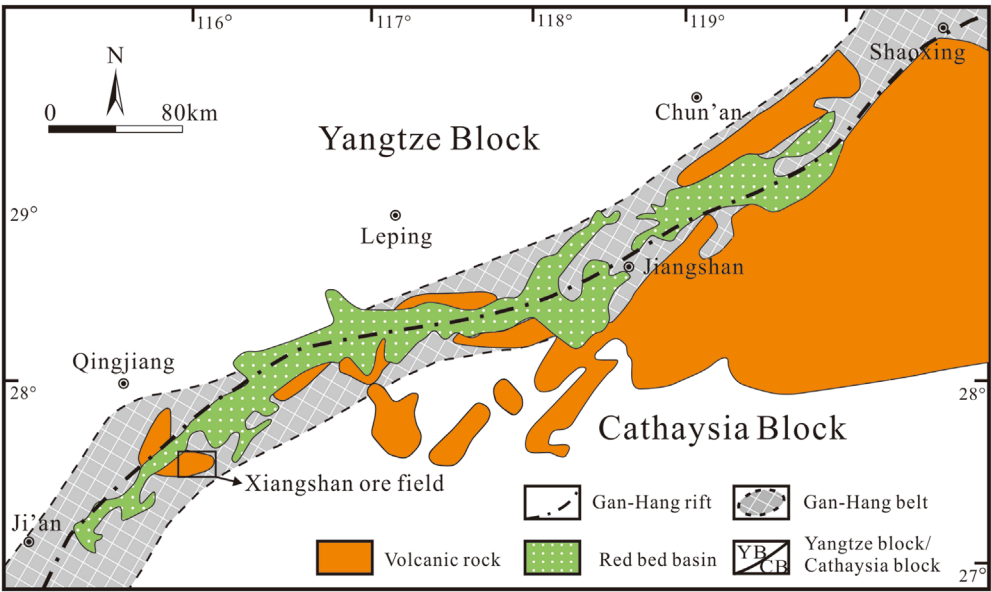 116°
117°
118°
119°
N
0
80km
Shaoxing
Chun'an
Yangtze Block
29°
Leping
Jiangshan
Qingjiang
28°
28°
Cathaysia Block
Xiangshan ore field
Gan-Hang rift
Gan-Hang belt
Ji'an
Volcanic rock
Red bed basin
YB
CB
Yangtze block/
Cathaysia block
27°